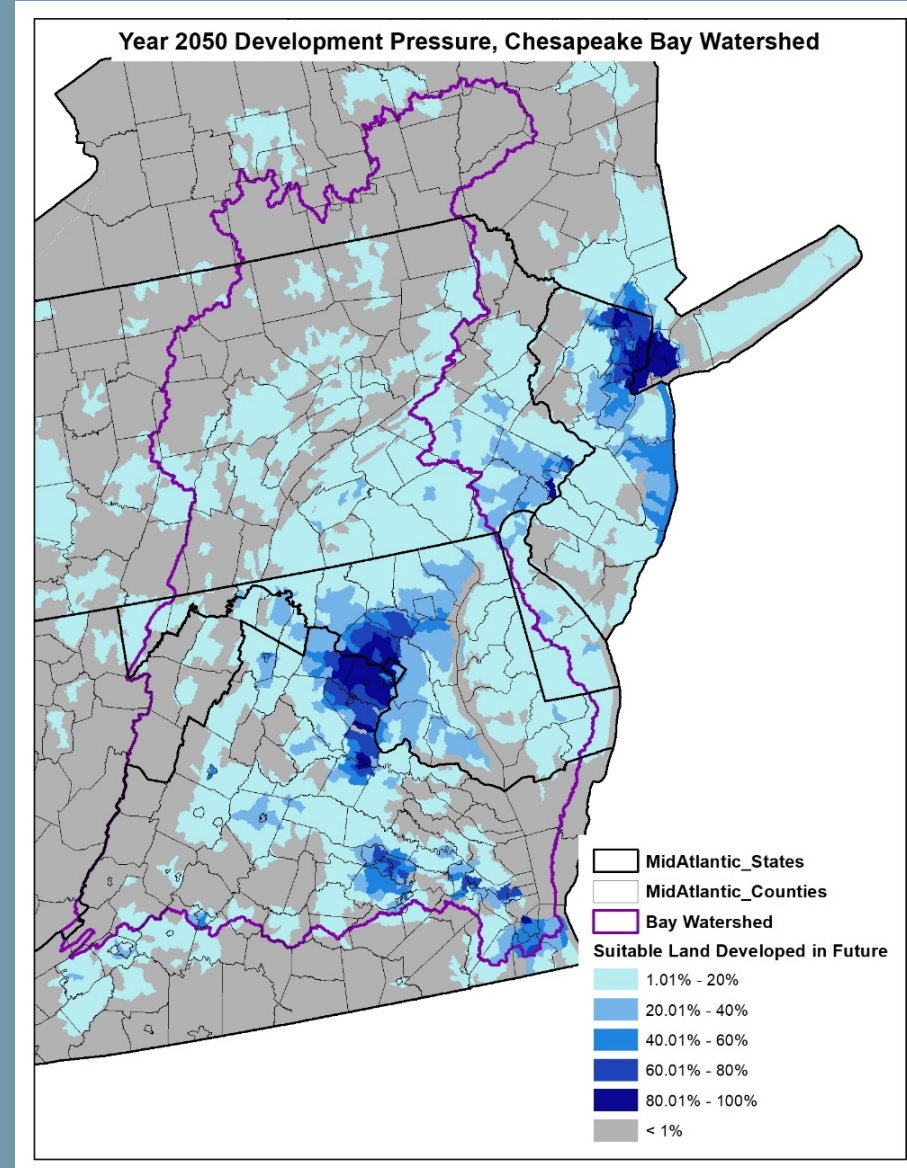 Year 2050 Development Pressure, Chesapeake Bay Watershed
MidAtlantic_States
MidAtlantic_Counties
Bay Watershed
Suitable Land Developed in Future
1.01% - 20%
20.01% - 40%
40.01% - 60%
60.01% - 80%
80.01% - 100%
< 1%